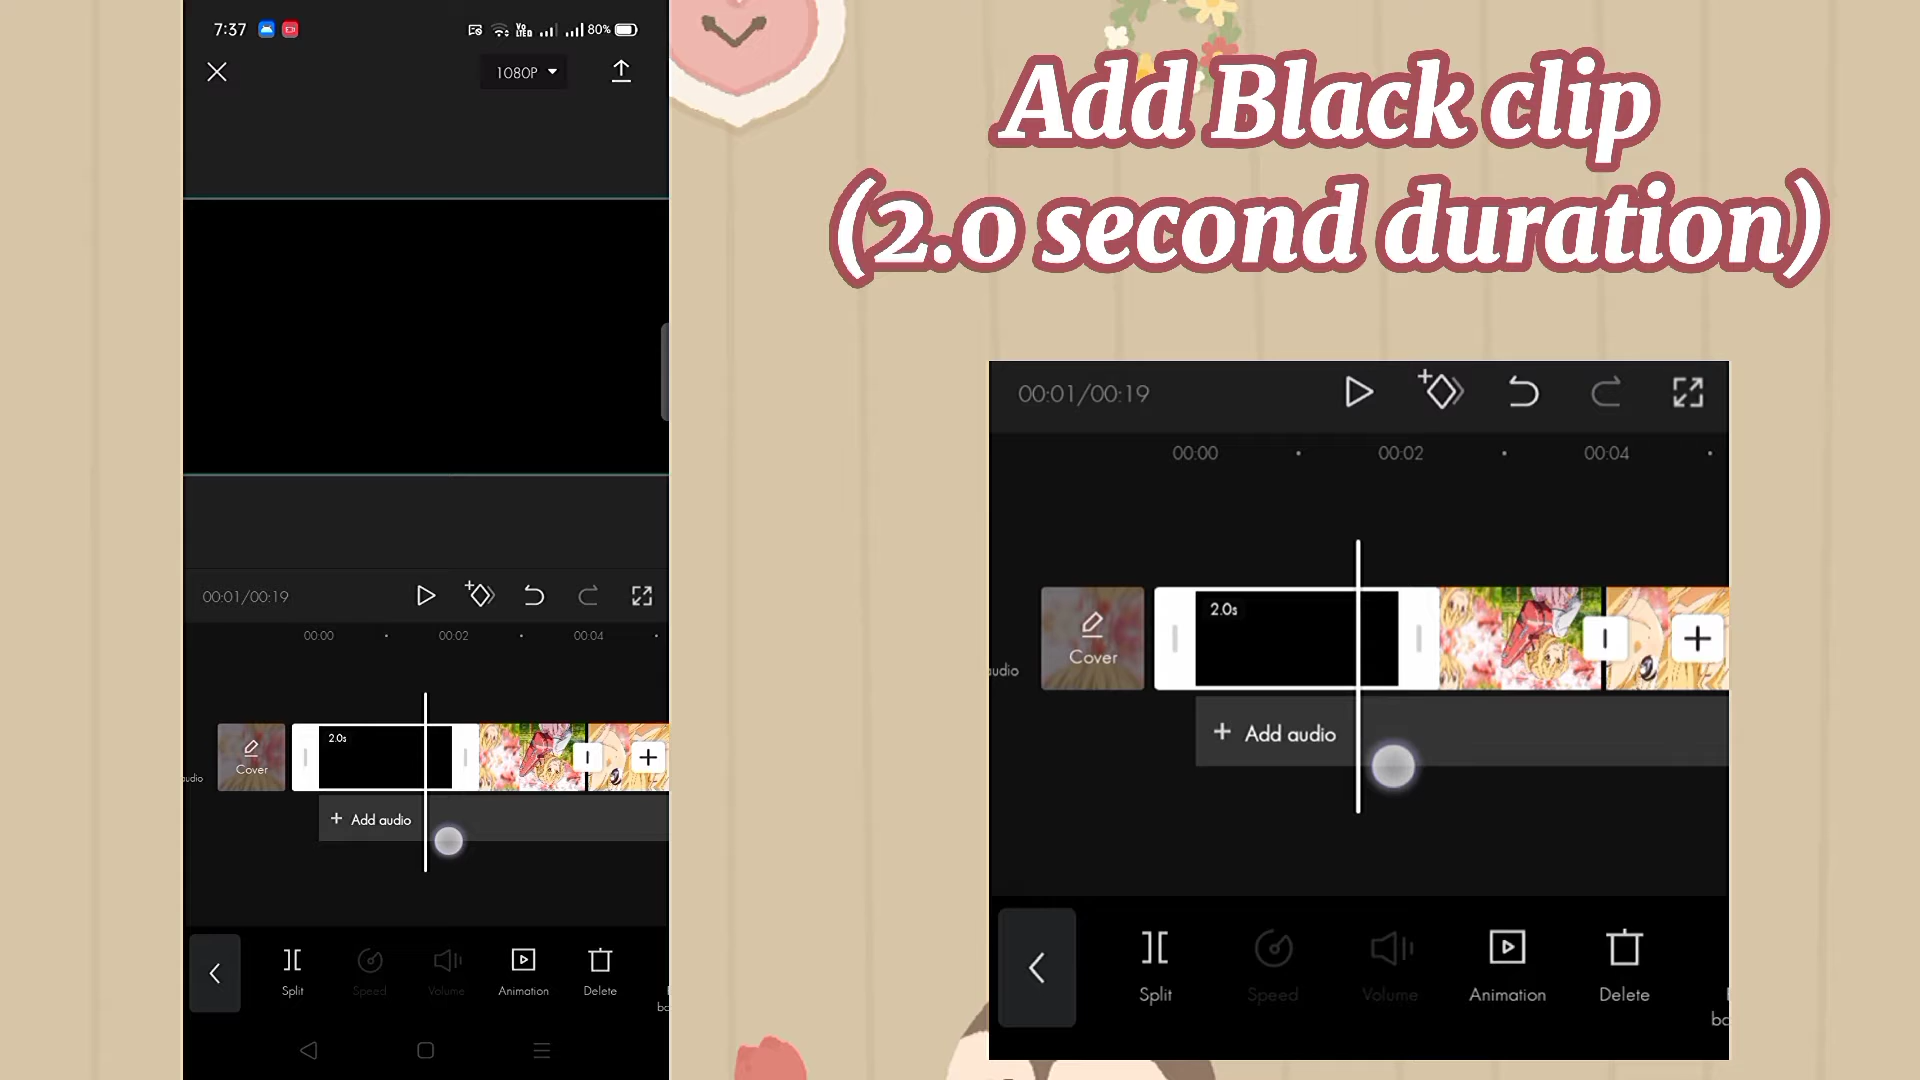 7:37
Vo
LTED
80%
1080P
00:01/00:19
00:00
00:02
00:04
2.0s
Cover
udio
+ Add audio
Split
Speed
Volume
Animation
Delete
Add Black clip
(2.0 second duration)
00:01/00:19
00:00
00:02
00:04
2.0s
Cover
udio
+ Add audio
Split
Speed
Volume
Animation
Delete